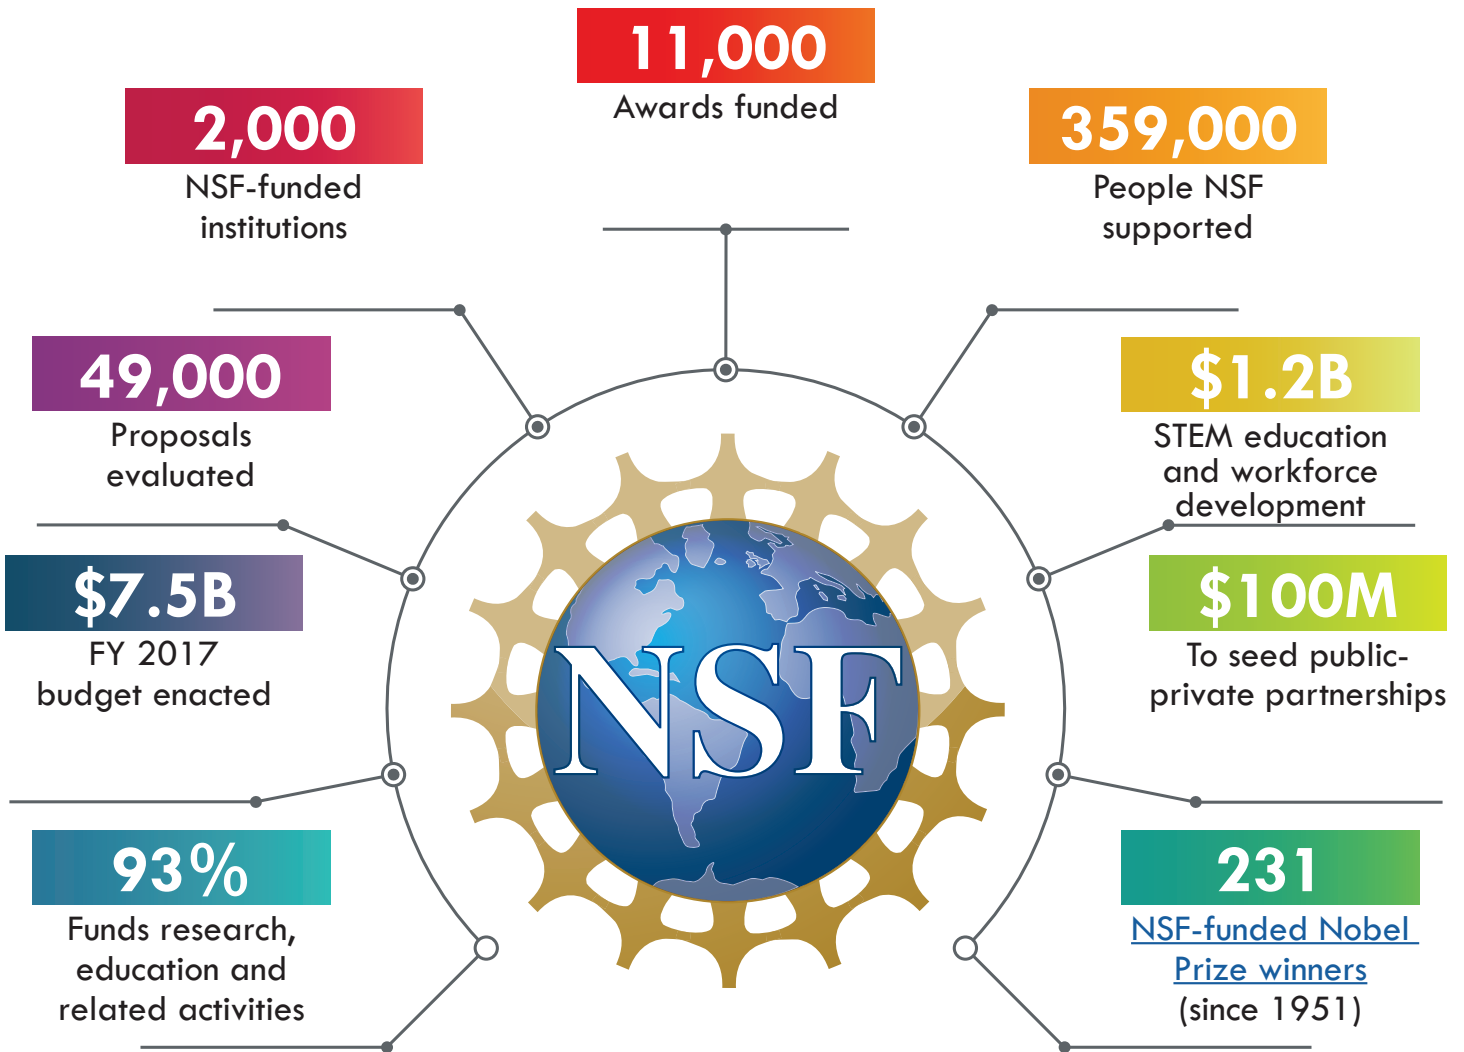 11,000
Awards funded
2,000
NSF-funded
institutions
359,000
People NSF
supported
49,000
Proposals
evaluated
$1.2B
STEM education
and workforce
development
$7.5B
FY 2017
budget enacted
$100M
To seed public-
private partnerships
NSF
93%
Funds research,
education and
related activities
231
NSF-funded Nobel
Prize winners
(since 1951)